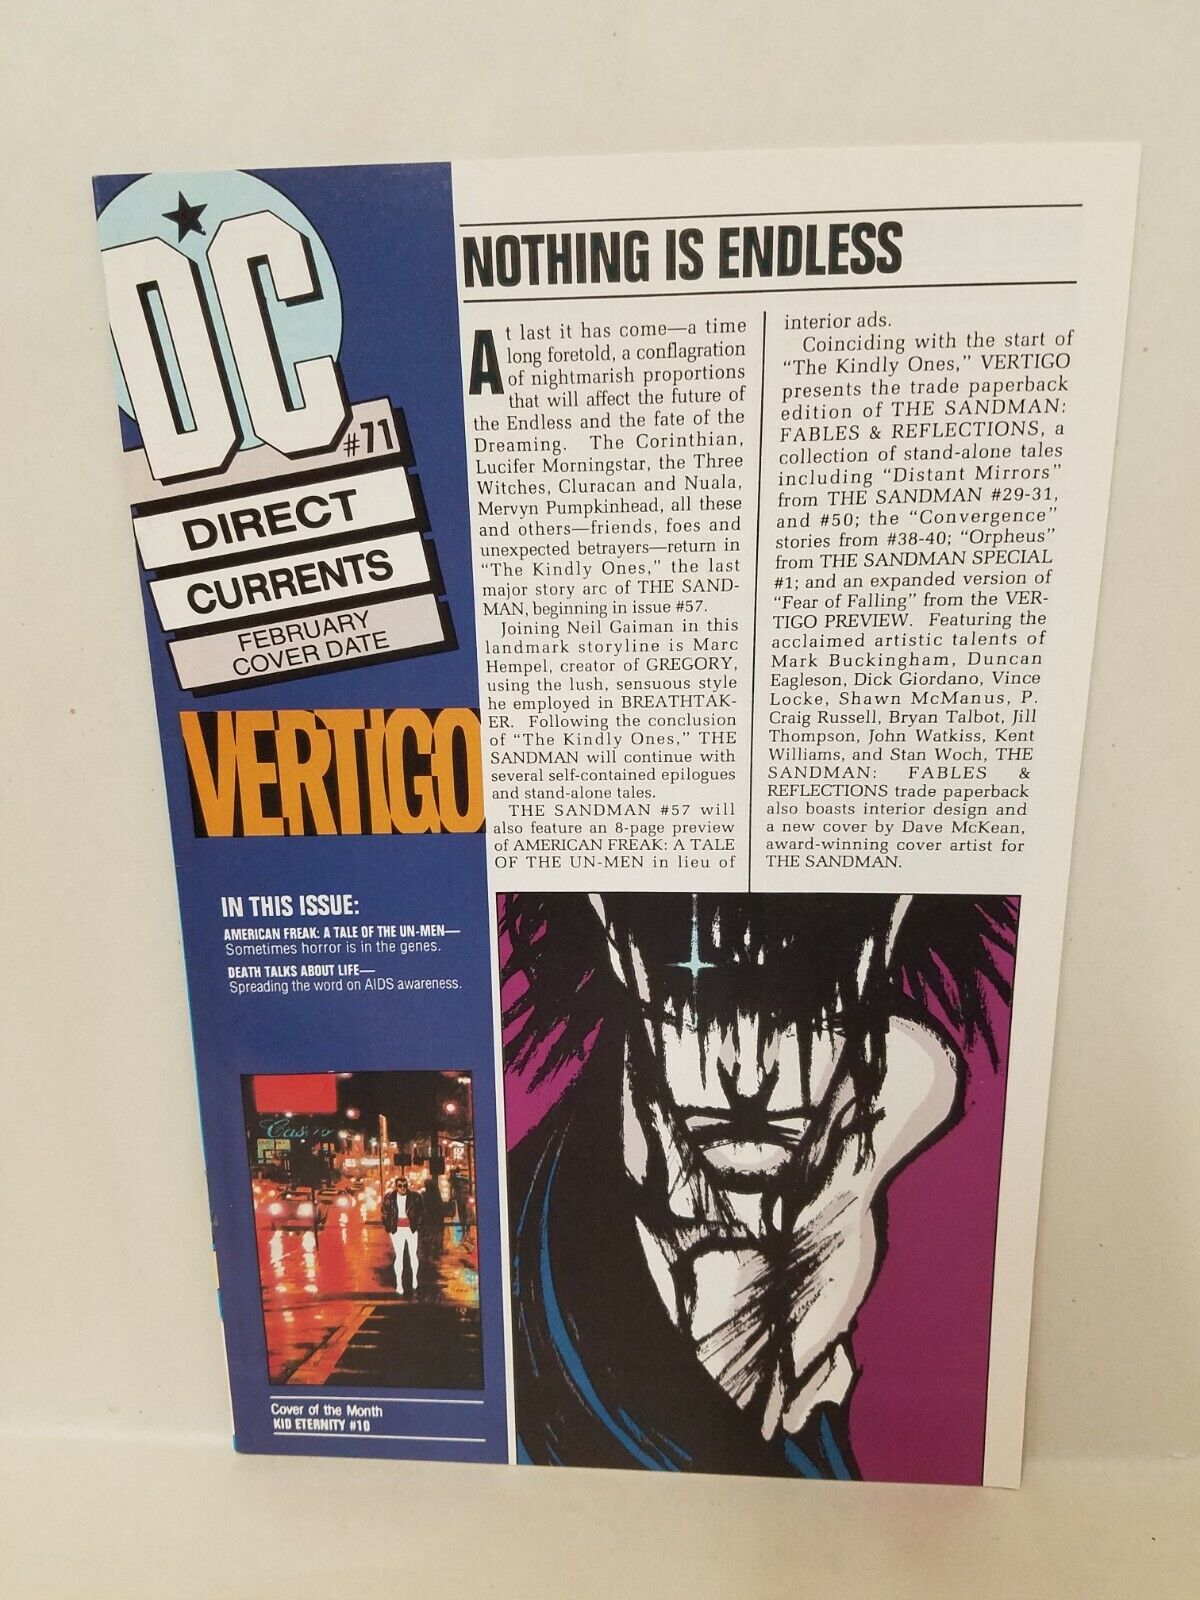 DC
#71
DIRECT
CURRENTS
FEBRUARY
COVER DATE
VERTIGO
IN THIS ISSUE:
AMERICAN FREAK: A TALE OF THE UN-MEN—
Sometimes horror is in the genes.
DEATH TALKS ABOUT LIFE—
Spreading the word on AIDS awareness.
Casino
Cover of the Month
KID ETERNITY #10
NOTHING IS ENDLESS
At last it has come—a time
long foretold, a conflagration
of nightmarish proportions
that will affect the future of
the Endless and the fate of the
Dreaming. The Corinthian,
Lucifer Morningstar, the Three
Witches, Cluracan and Nuala,
Mervyn Pumpkinhead, all these
and others—friends, foes and
unexpected betrayers—return in
"The Kindly Ones," the last
major story arc of THE SAND-
MAN, beginning in issue #57.
Joining Neil Gaiman in this
landmark storyline is Marc
Hempel, creator of GREGORY,
using the lush, sensuous style
he employed in BREATHTAK-
ER. Following the conclusion
of "The Kindly Ones," THE
SANDMAN will continue with
several self-contained epilogues
and stand-alone tales.
THE SANDMAN #57 will
also feature an 8-page preview
of AMERICAN FREAK: A TALE
OF THE UN-MEN in lieu of
interior ads.
Coinciding with the start of
"The Kindly Ones," VERTIGO
presents the trade paperback
edition of THE SANDMAN:
FABLES & REFLECTIONS, a
collection of stand-alone tales
including "Distant Mirrors"
from THE SANDMAN #29-31,
and #50; the "Convergence"
stories from #38-40; "Orpheus"
from THE SANDMAN SPECIAL
#1; and an expanded version of
"Fear of Falling" from the VER-
TIGO PREVIEW. Featuring the
acclaimed artistic talents of
Mark Buckingham, Duncan
Eagleson, Dick Giordano, Vince
Locke, Shawn McManus, P.
Craig Russell, Bryan Talbot, Jill
Thompson, John Watkiss, Kent
Williams, and Stan Woch, THE
SANDMAN: FABLES &
REFLECTIONS trade paperback
also boasts interior design and
a new cover by Dave McKean,
award-winning cover artist for
THE SANDMAN.